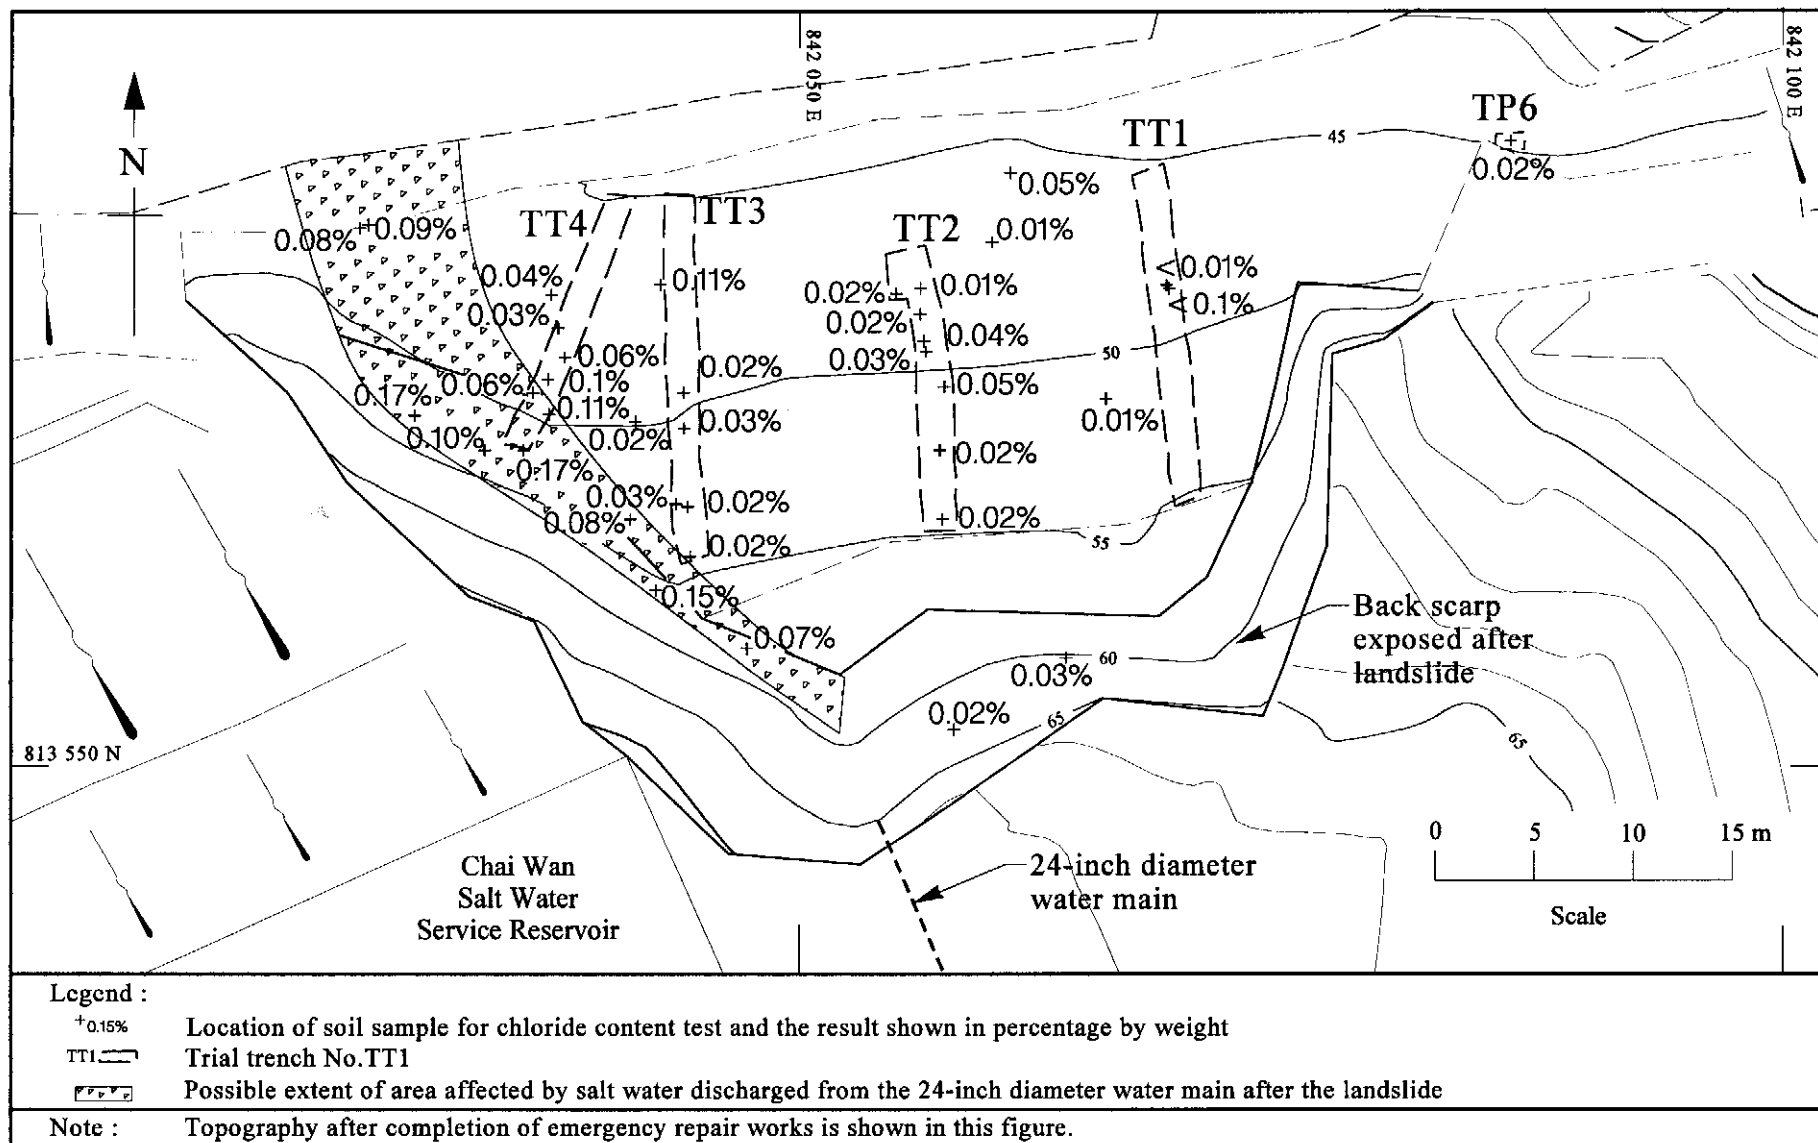 842 050 E
842 100 E
N
45
TP6
0.02%
TT1
0.05%
TT4
TT3
TT2
0.08%
0.09%
0.01%
0.04%
0.11%
0.02%
0.01%
<0.01%
<0.1%
0.03%
0.02%
0.04%
50
0.06%
0.02%
0.03%
0.17%
0.06%
0.1%
0.05%
0.11%
0.03%
0.01%
0.10%
0.02%
0.02%
0.17%
0.03%
0.02%
0.02%
0.08%
0.02%
55
0.15%
Back scarp
exposed after
landslide
0.07%
60
0.03%
0.02%
65
65
813 550 N
0 5 10 15 m
Scale
Chai Wan
Salt Water
Service Reservoir
24-inch diameter
water main
Legend :
+0.15% Location of soil sample for chloride content test and the result shown in percentage by weight
TT1 Trial trench No.TT1
Possible extent of area affected by salt water discharged from the 24-inch diameter water main after the landslide
Note : Topography after completion of emergency repair works is shown in this figure.